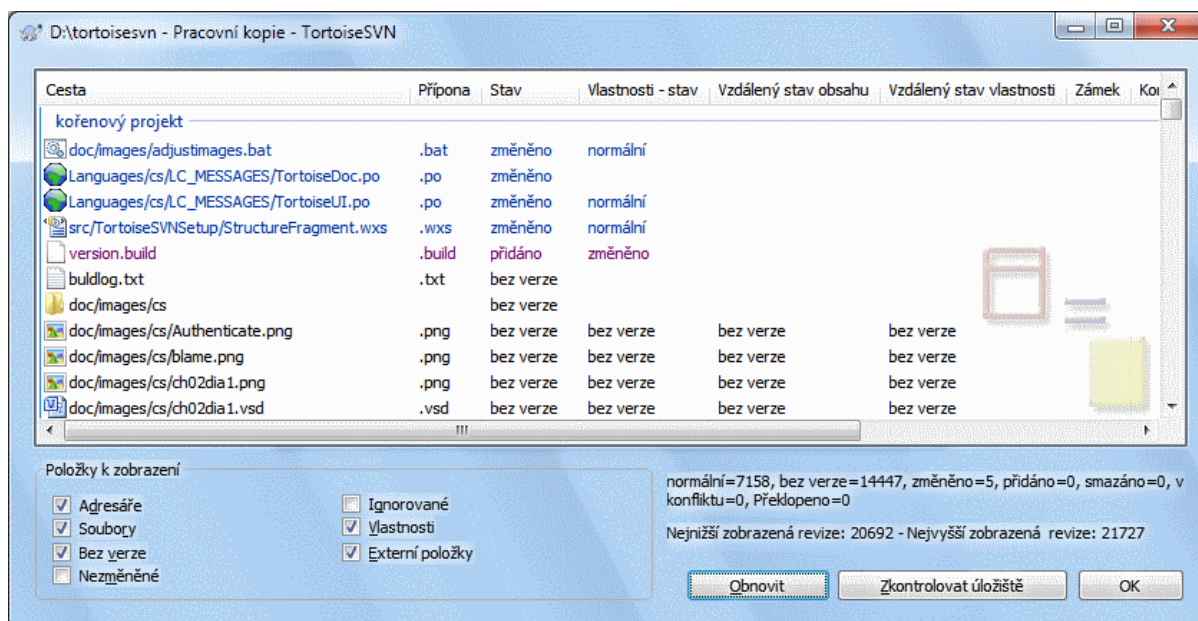 D:\tortoisesvn - Pracovní kopie - TortoiseSVN
Cesta Přípona Stav Vlastnosti - stav Vzdálený stav obsahu Vzdálený stav vlastnosti Zámek
kořenový projekt
doc/images/adjustimages.bat .bat změněno normální
Languages/cs/LC_MESSAGES/TortoiseDoc.po .po změněno
Languages/cs/LC_MESSAGES/TortoiseUI.po .po změněno normální
src/TortoiseSVNSetup/StructureFragment.wxs .wxs změněno normální
version.build .build přidáno změněno
buldlog.txt .txt bez verze
doc/images/cs bez verze
doc/images/cs/Authenticate.png .png bez verze bez verze bez verze bez verze
doc/images/cs/blame.png .png bez verze bez verze bez verze bez verze
doc/images/cs/ch02dia1.png .png bez verze bez verze bez verze bez verze
doc/images/cs/ch02dia1.vsd .vsd bez verze bez verze bez verze bez verze
Položky k zobrazení
Adresáře
Soubory
Bez verze
Nezměněné
Ignorované
Vlastnosti
Externí položky
normální=7158, bez verze=14447, změněno=5, přidáno=0, smazáno=0, v
konfliktu=0, Překlopeno=0
Nejnižší zobrazená revize: 20692 - Nejvyšší zobrazená revize: 21727
Obnovit Zkontrolovat úložiště OK